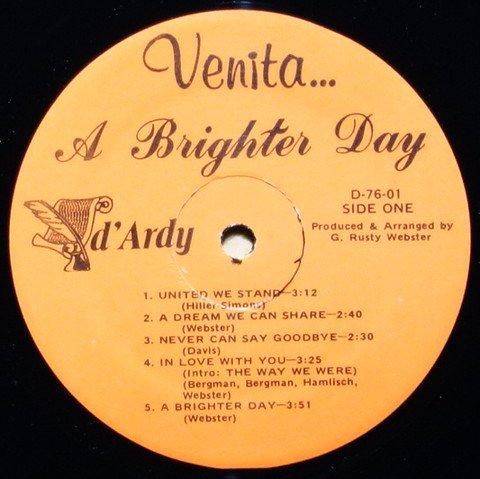 Venita...
A Brighter Day
d'Ardy
D-76-01
SIDE ONE
Produced & Arranged by
G. Rusty Webster
1. UNITED WE STAND—3:12
(Hiller-Simons)
2. A DREAM WE CAN SHARE—2:40
(Webster)
3. NEVER CAN SAY GOODBYE—2:30
(Davis)
4. IN LOVE WITH YOU—3:25
(Intro: THE WAY WE WERE)
(Bergman, Bergman, Hamlisch,
Webster)
5. A BRIGHTER DAY—3:51
(Webster)